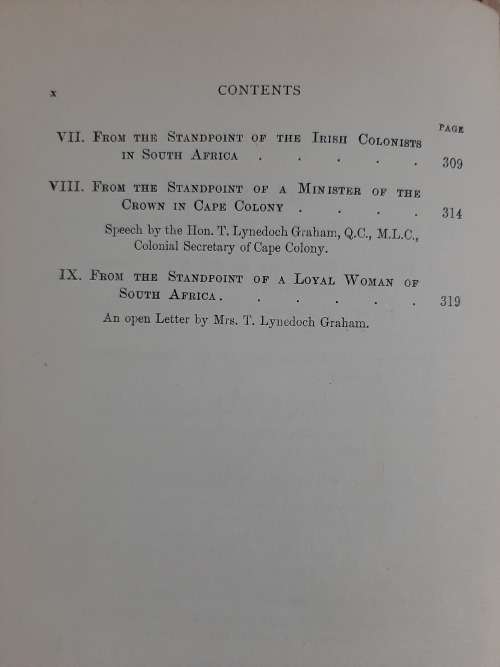 x CONTENTS
PAGE
VII. FROM THE STANDPOINT OF THE IRISH COLONISTS
IN SOUTH AFRICA . . . . . 309
VIII. FROM THE STANDPOINT OF A MINISTER OF THE
CROWN IN CAPE COLONY . . . . 314
Speech by the Hon. T. Lynedoch Graham, Q.C., M.L.C.,
Colonial Secretary of Cape Colony.
IX. FROM THE STANDPOINT OF A LOYAL WOMAN OF
SOUTH AFRICA . . . . . . 319
An open Letter by Mrs. T. Lynedoch Graham.